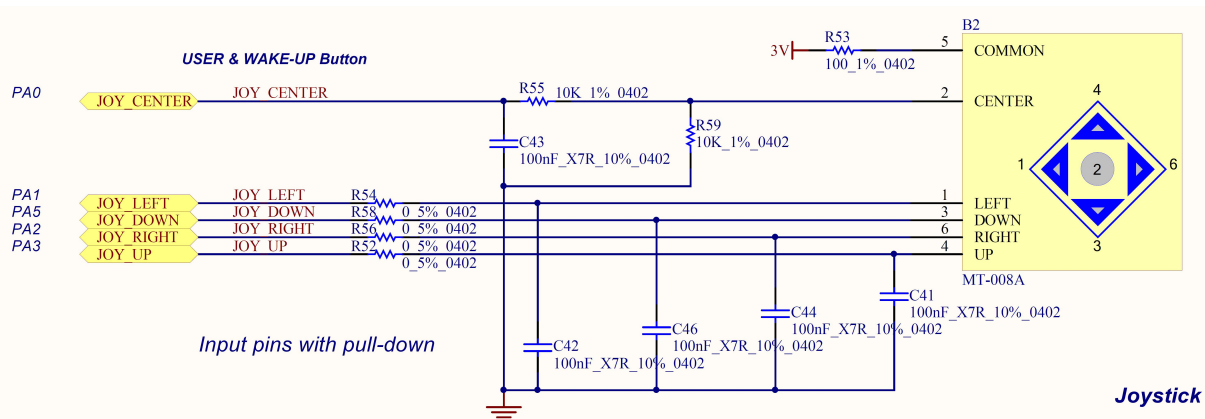 B2
USER & WAKE-UP Button
3V
R53
100_1%_0402
5
COMMON
PA0
JOY_CENTER
JOY_CENTER
R55
10K_1%_0402
2
CENTER
C43
100nF_X7R_10%_0402
R59
10K_1%_0402
4
1
2
6
3
PA1
JOY_LEFT
JOY_LEFT
R54
0_5%_0402
1
LEFT
PA5
JOY_DOWN
JOY_DOWN
R58
0_5%_0402
3
DOWN
PA2
JOY_RIGHT
JOY_RIGHT
R56
0_5%_0402
6
RIGHT
PA3
JOY_UP
JOY_UP
R52
0_5%_0402
4
UP
MT-008A
C41
100nF_X7R_10%_0402
C44
100nF_X7R_10%_0402
C46
100nF_X7R_10%_0402
C42
100nF_X7R_10%_0402
Input pins with pull-down
Joystick